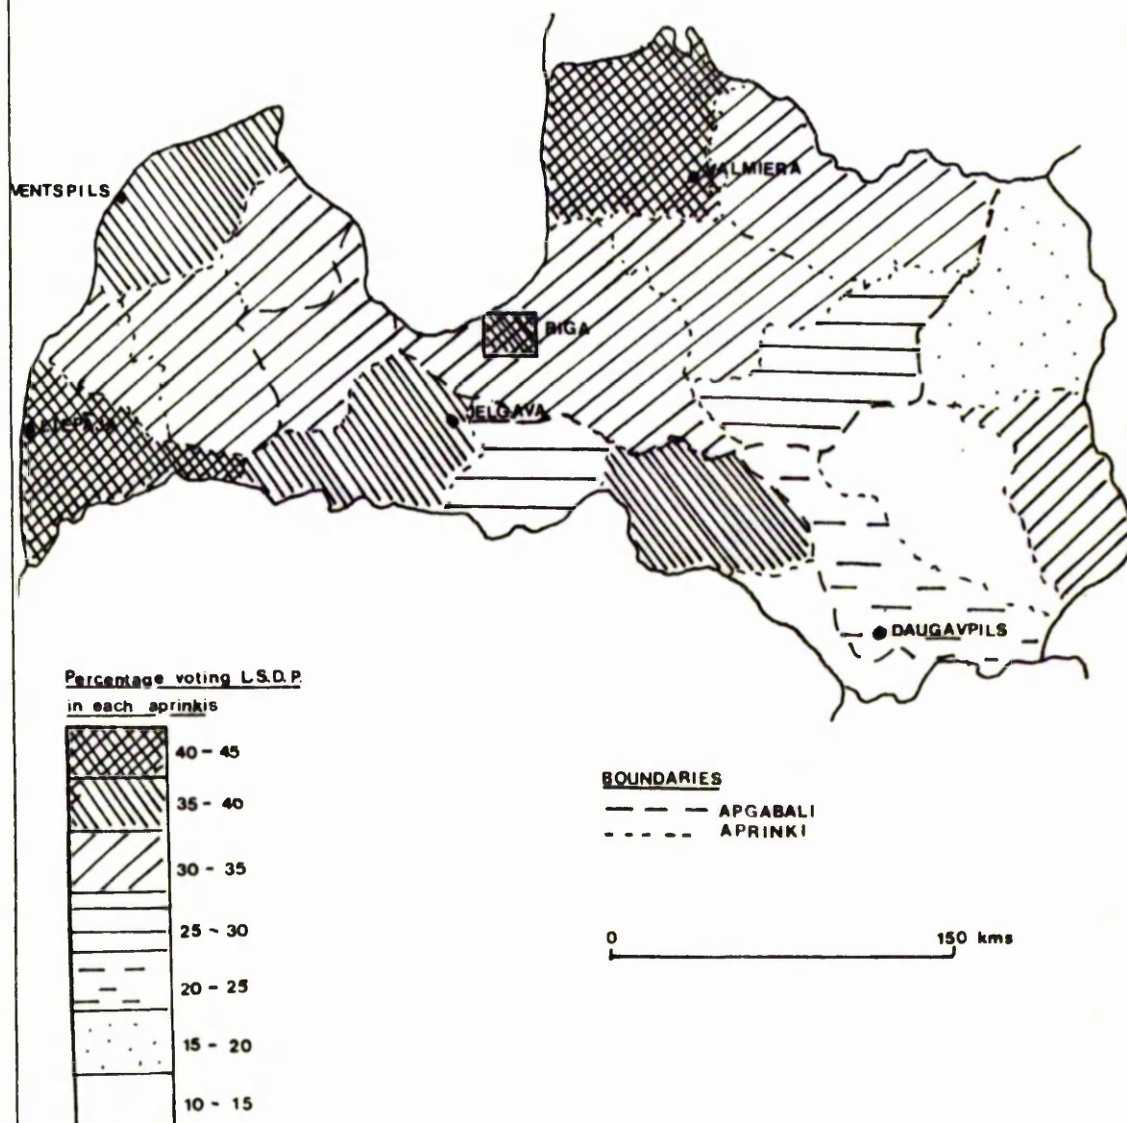 VENTSPILS
VALMIERA
RIGA
LIEPAJA
JELGAVA
DAUGAVPILS
Percentage voting L.S.D.P.
in each aprinkis
40 - 45
35 - 40
30 - 35
25 - 30
20 - 25
15 - 20
10 - 15
BOUNDARIES
APGABALI
APRINKI
0 150 kms